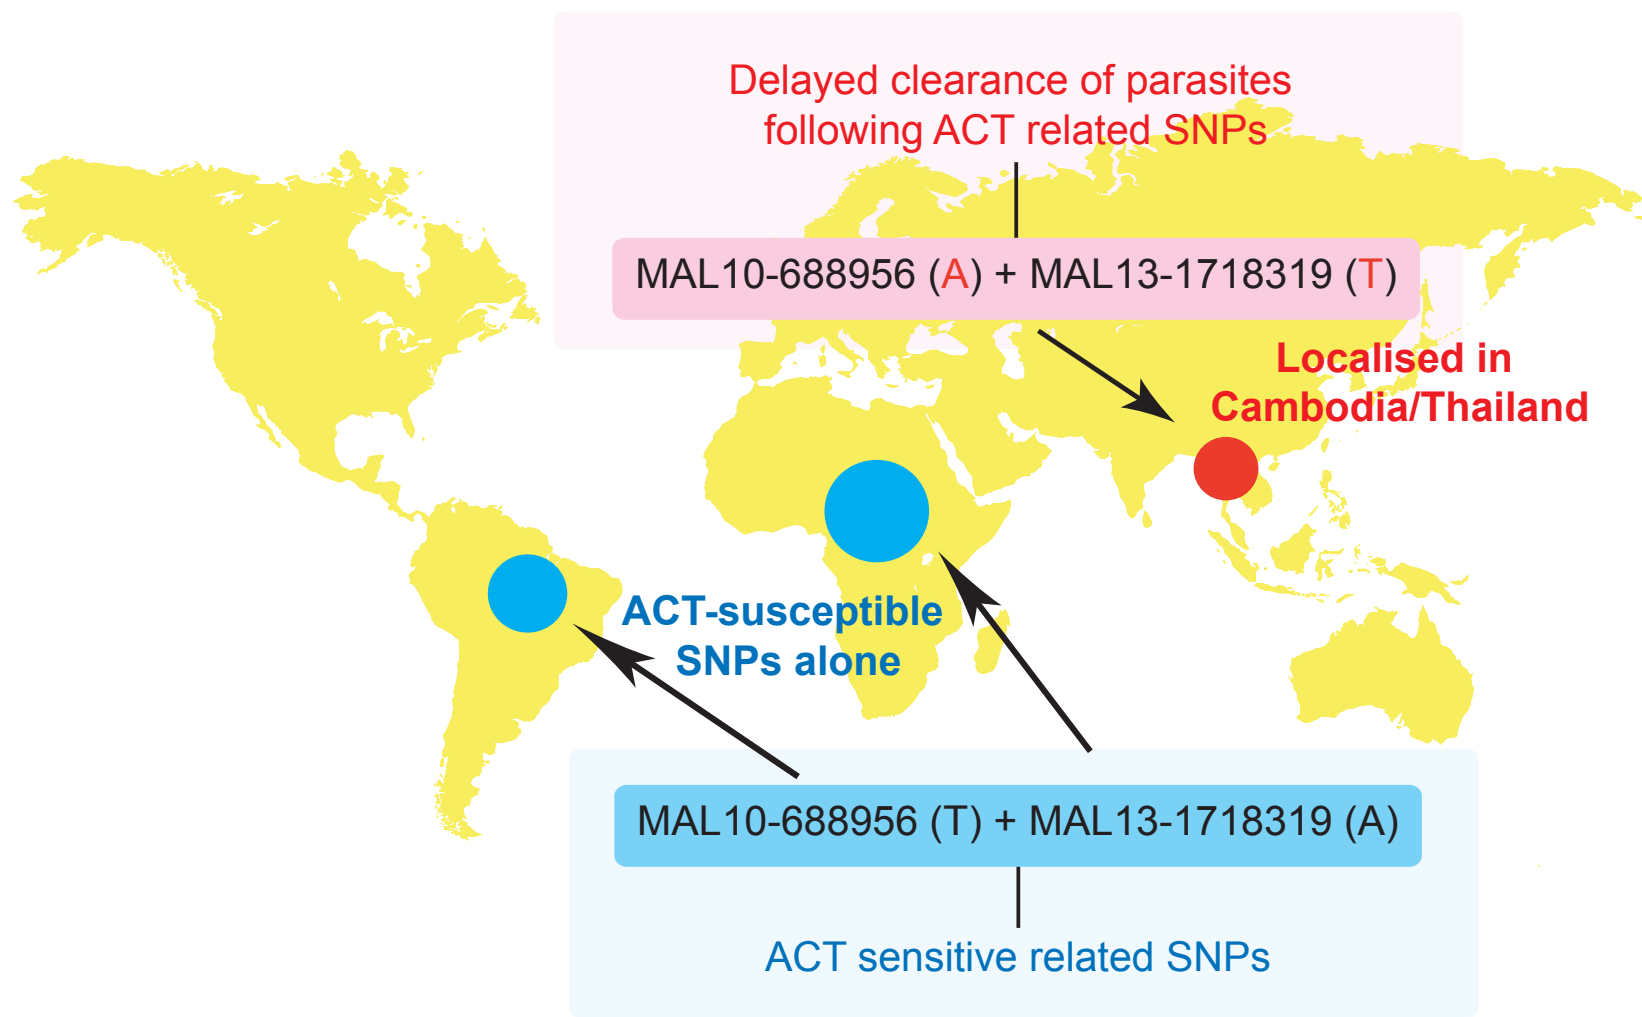 Delayed clearance of parasites
following ACT related SNPs
MAL10-688956 (A) + MAL13-1718319 (T)
Localised in
Cambodia/Thailand
ACT-susceptible
SNPs alone
MAL10-688956 (T) + MAL13-1718319 (A)
ACT sensitive related SNPs